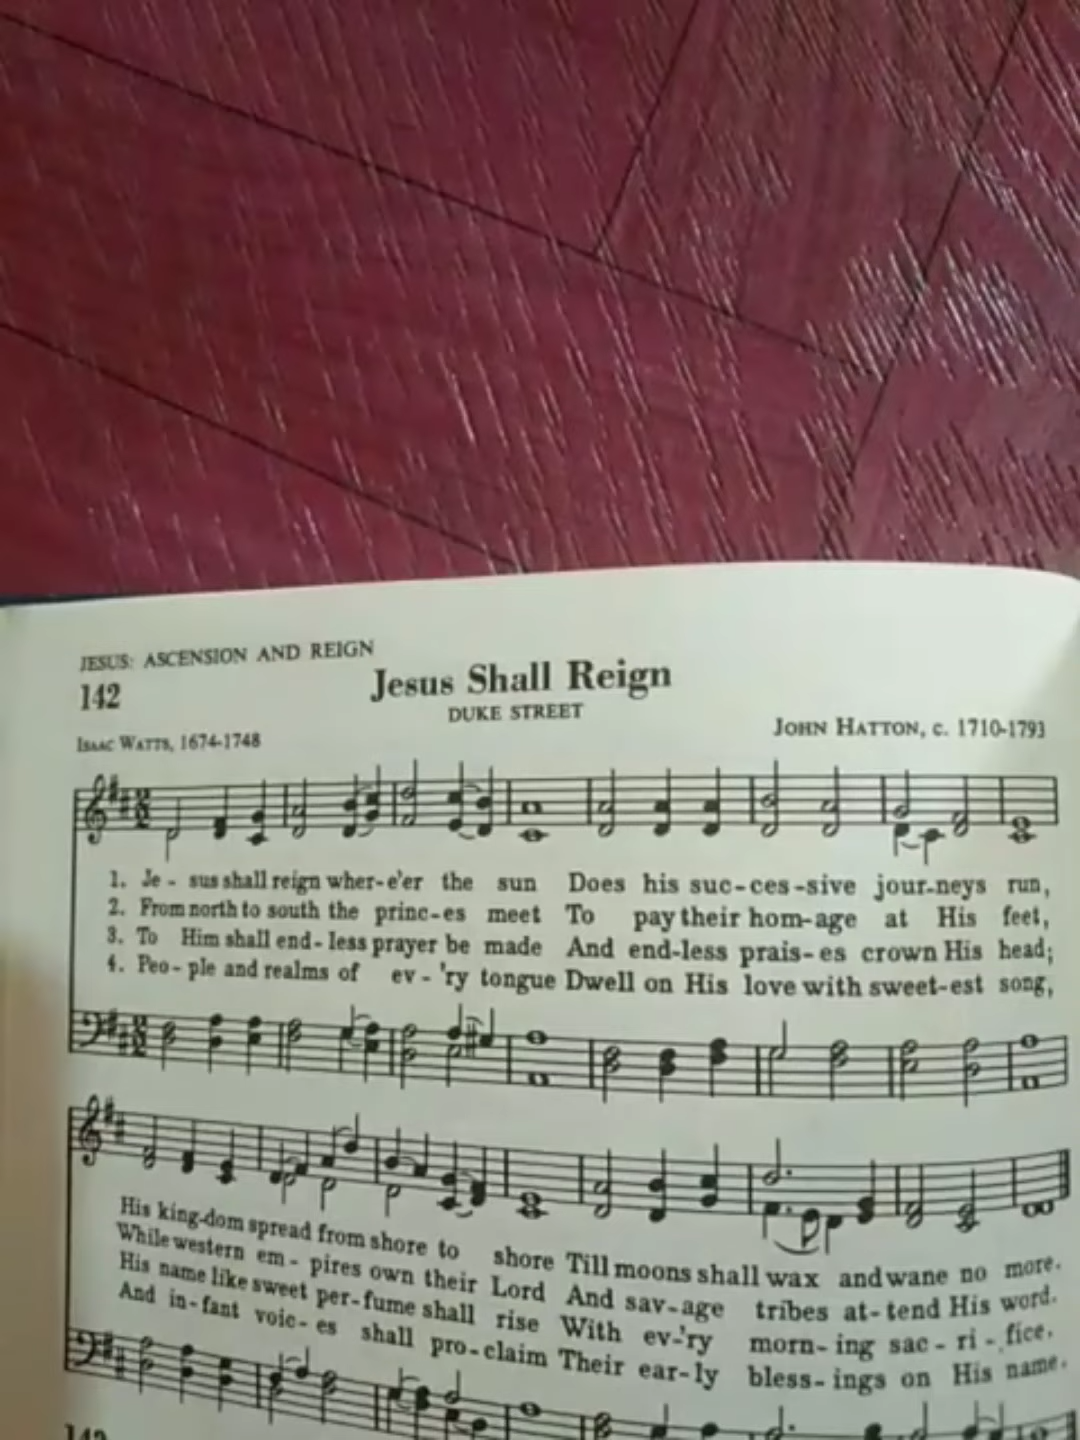 JESUS: ASCENSION AND REIGN
142
Jesus Shall Reign
DUKE STREET
ISAAC WATTS, 1674-1748
JOHN HATTON, c. 1710-1793
1. Je - sus shall reign wher-e'er the sun Does his suc-ces-sive jour-neys run,
2. From north to south the princ-es meet To pay their hom-age at His feet,
3. To Him shall end-less prayer be made And end-less prais-es crown His head;
4. Peo-ple and realms of ev-'ry tongue Dwell on His love with sweet-est song,
His king-dom spread from shore to shore Till moons shall wax and wane no more.
While western em-pires own their Lord And sav-age tribes at-tend His word.
His name like sweet per-fume shall rise With ev-'ry morn-ing sac-ri-fice.
And in-fant voic-es shall pro-claim Their ear-ly bless-ings on His name.